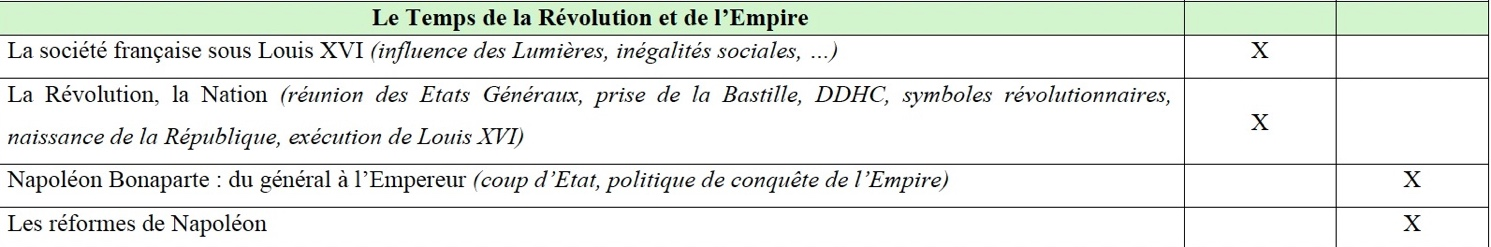 Le Temps de la Révolution et de l’Empire
La société française sous Louis XVI (influence des Lumières, inégalités sociales, …) X
La Révolution, la Nation (réunion des Etats Généraux, prise de la Bastille, DDHC, symboles révolutionnaires,
naissance de la République, exécution de Louis XVI) X
Napoléon Bonaparte : du général à l’Empereur (coup d’Etat, politique de conquête de l’Empire) X
Les réformes de Napoléon X